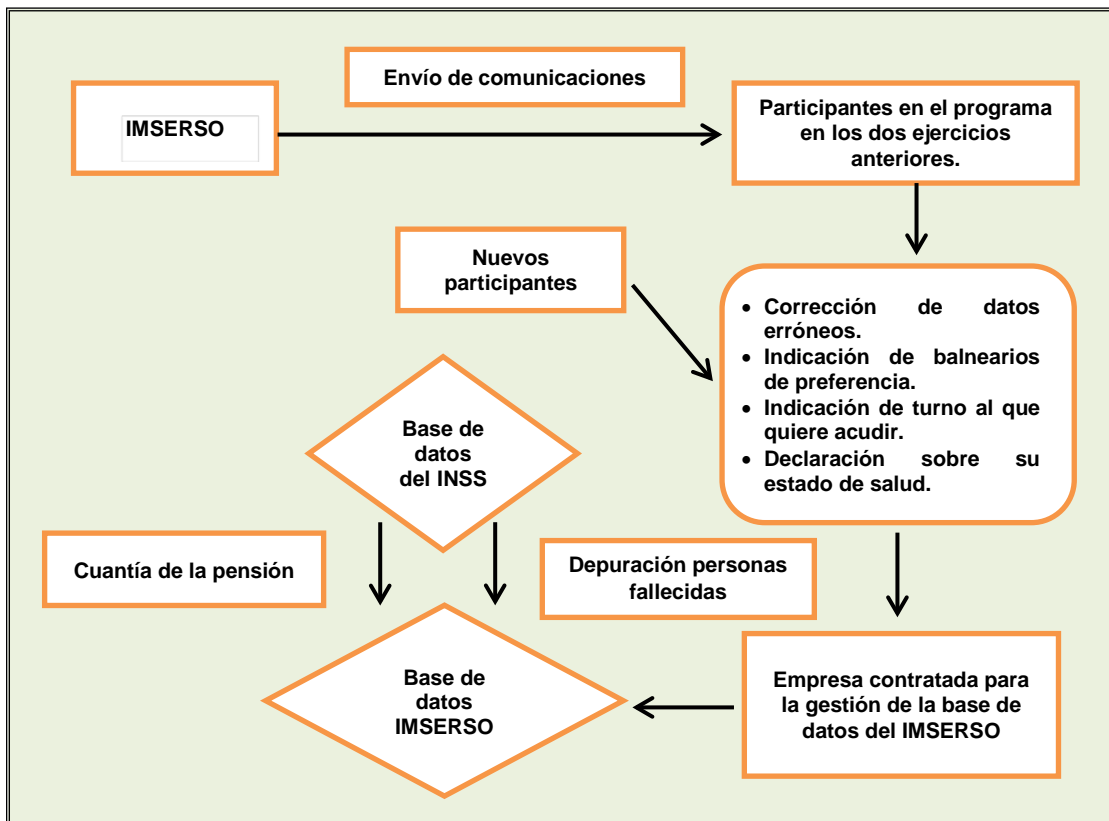 Envío de comunicaciones
IMSERSO
Participantes en el programa
en los dos ejercicios
anteriores.
Nuevos
participantes
• Corrección de datos
erróneos.
• Indicación de balnearios
de preferencia.
• Indicación de turno al que
quiere acudir.
• Declaración sobre su
estado de salud.
Base de
datos
del INSS
Cuantía de la pensión
Depuración personas
fallecidas
Base de
datos
IMSERSO
Empresa contratada para
la gestión de la base de
datos del IMSERSO